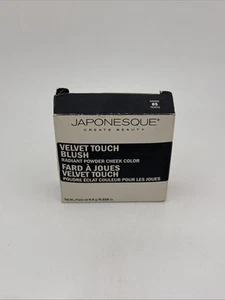 05
JAPONESQUE®
CREATE BEAUTY
VELVET TOUCH
BLUSH
RADIANT POWDER CHEEK COLOR
FARD À JOUES
VELVET TOUCH
POUDRE ÉCLAT COULEUR POUR LES JOUES